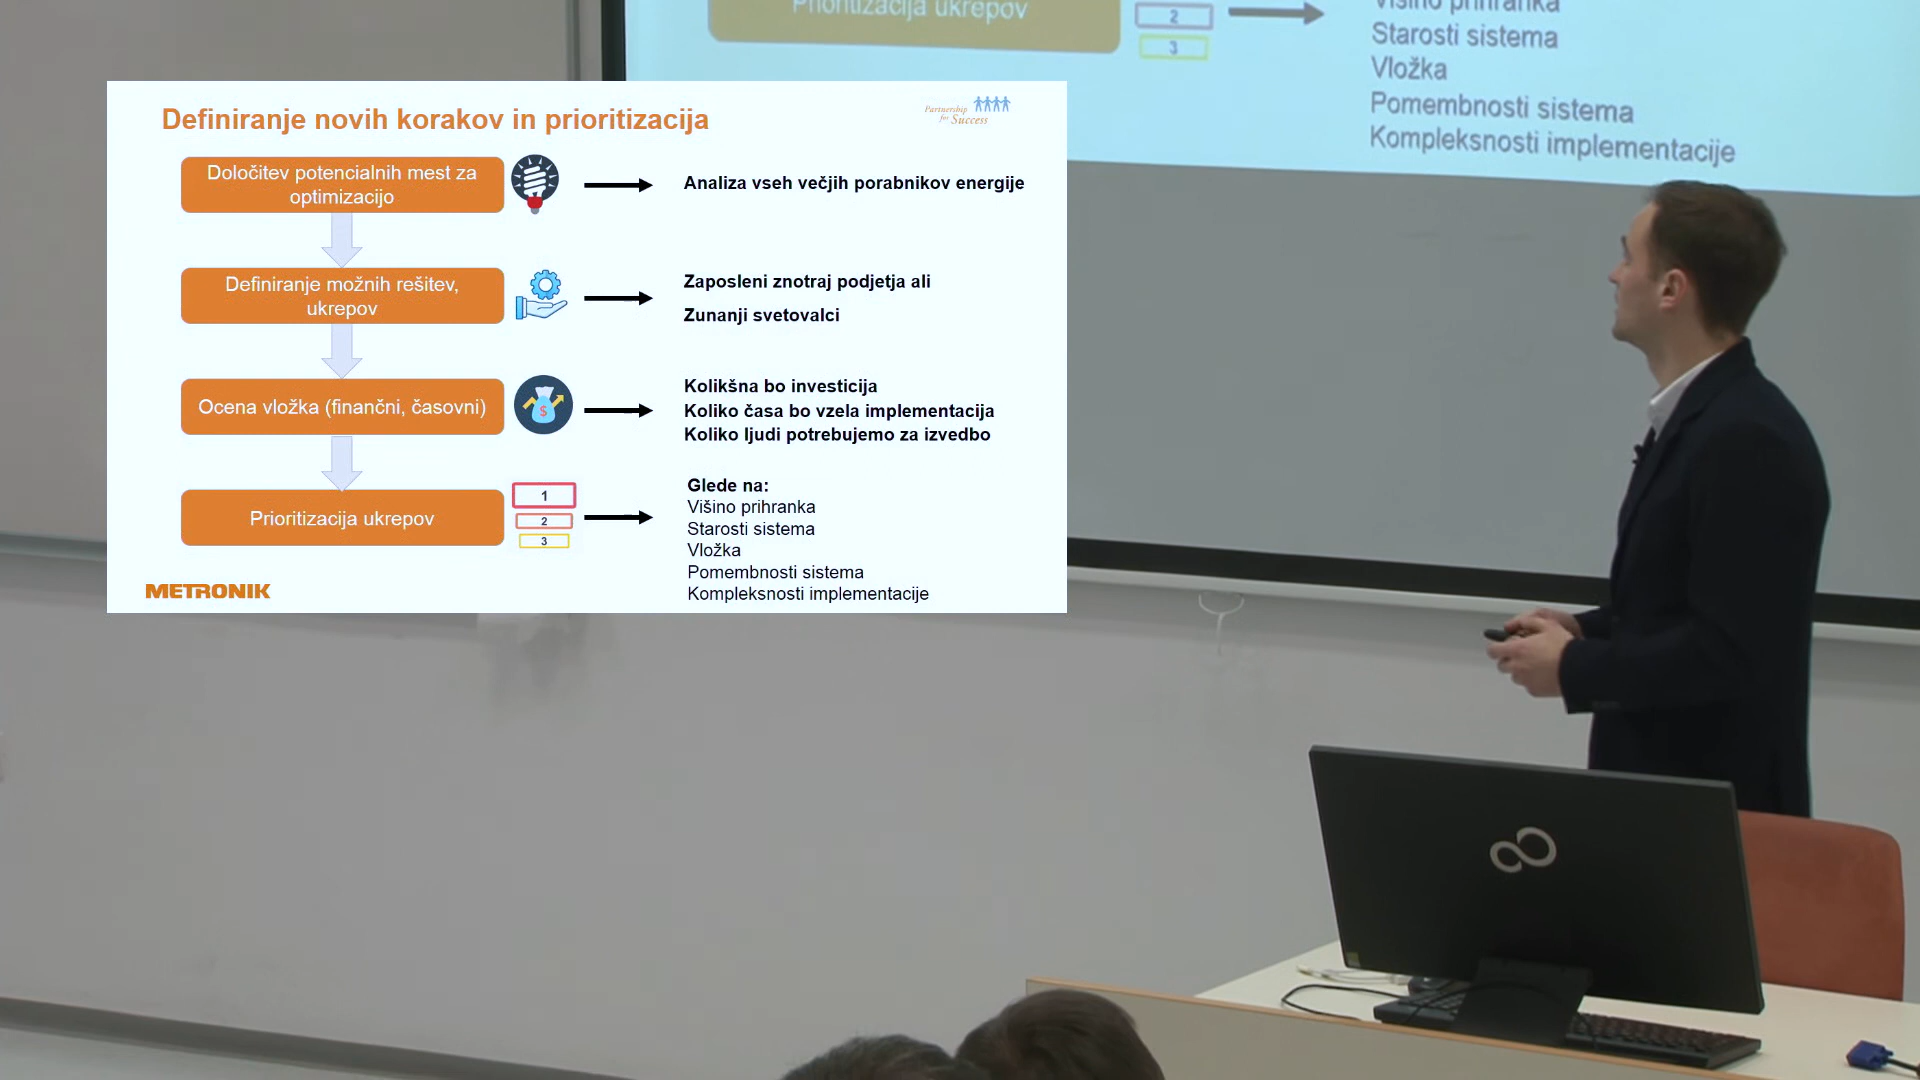 Prioritizacija ukrepov
2
3
Višino prihranka
Starosti sistema
Vložka
Pomembnosti sistema
Kompleksnosti implementacije
Definiranje novih korakov in prioritizacija
Partnership
for Success
Določitev potencialnih mest za
optimizacijo
Analiza vseh večjih porabnikov energije
Definiranje možnih rešitev,
ukrepov
Zaposleni znotraj podjetja ali
Zunanji svetovalci
Ocena vložka (finančni, časovni)
$
Kolikšna bo investicija
Koliko časa bo vzela implementacija
Koliko ljudi potrebujemo za izvedbo
Prioritizacija ukrepov
1
2
3
Glede na:
Višino prihranka
Starosti sistema
Vložka
Pomembnosti sistema
Kompleksnosti implementacije
METRONIK